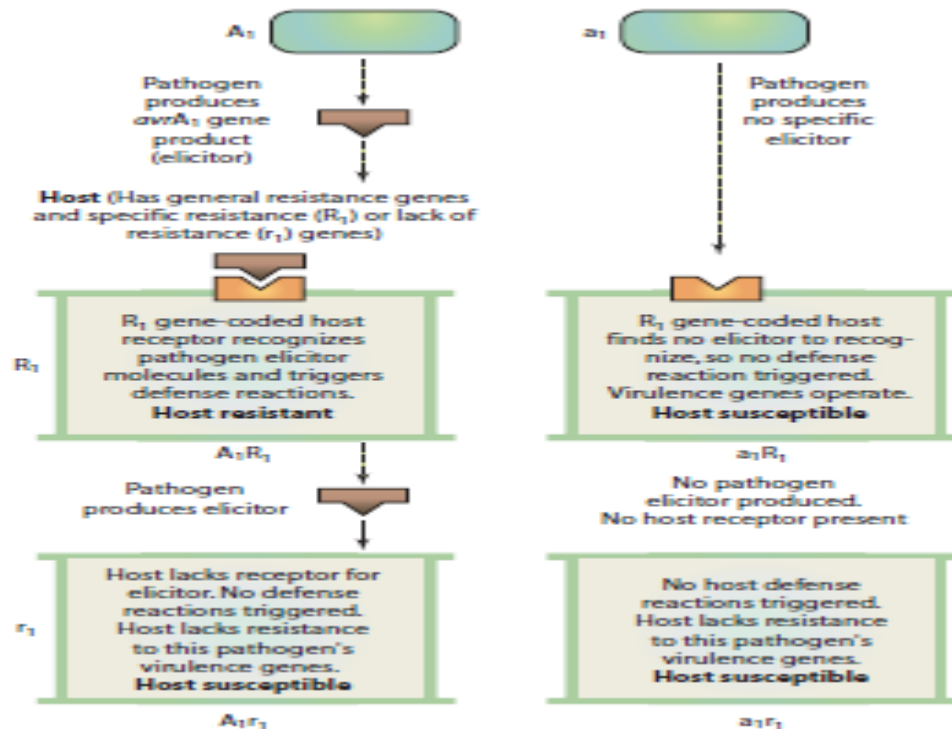 A₁
Pathogen
produces
avrA₁ gene
product
(elicitor)
Host (Has general resistance genes
and specific resistance (R₁) or lack of
resistance (r₁) genes)
R₁
R₁ gene-coded host
receptor recognizes
pathogen elicitor
molecules and triggers
defense reactions.
Host resistant
A₁R₁
Pathogen
produces elicitor
r₁
Host lacks receptor for
elicitor. No defense
reactions triggered.
Host lacks resistance
to this pathogen's
virulence genes.
Host susceptible
A₁r₁
a₁
Pathogen
produces
no specific
elicitor
R₁ gene-coded host
finds no elicitor to recog-
nize, so no defense
reaction triggered.
Virulence genes operate.
Host susceptible
a₁R₁
No pathogen
elicitor produced.
No host receptor present
No host defense
reactions triggered.
Host lacks resistance
to this pathogen's
virulence genes.
Host susceptible
a₁r₁